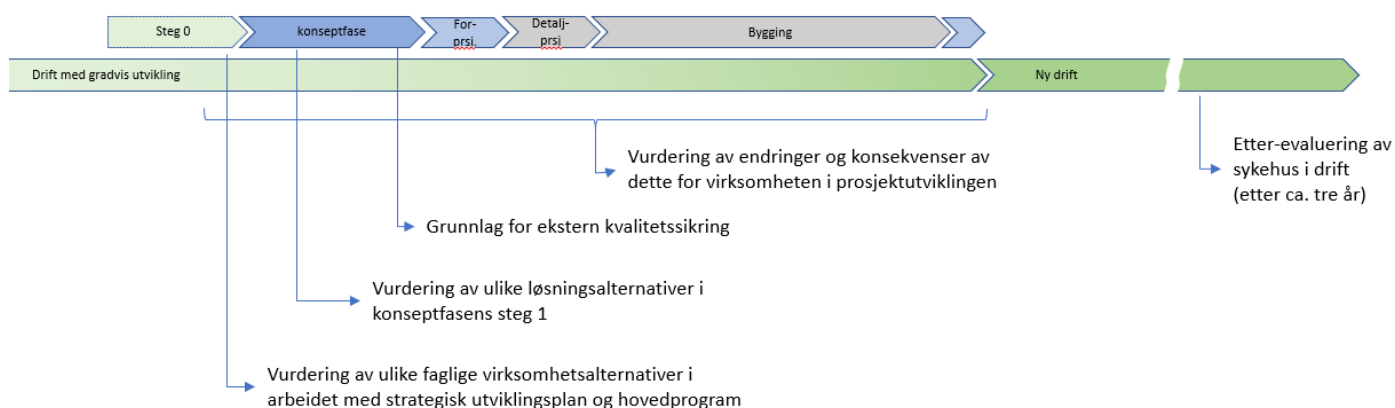 Steg 0
konseptfase
For-
prsj.
Detalj-
prsj
Bygging
Drift med gradvis utvikling
Ny drift
Vurdering av endringer og konsekvenser av
dette for virksomheten i prosjektutviklingen
Etter-evaluering av
sykehus i drift
(etter ca. tre år)
Grunnlag for ekstern kvalitetssikring
Vurdering av ulike løsningsalternativer i
konseptfasens steg 1
Vurdering av ulike faglige virksomhetsalternativer i
arbeidet med strategisk utviklingsplan og hovedprogram